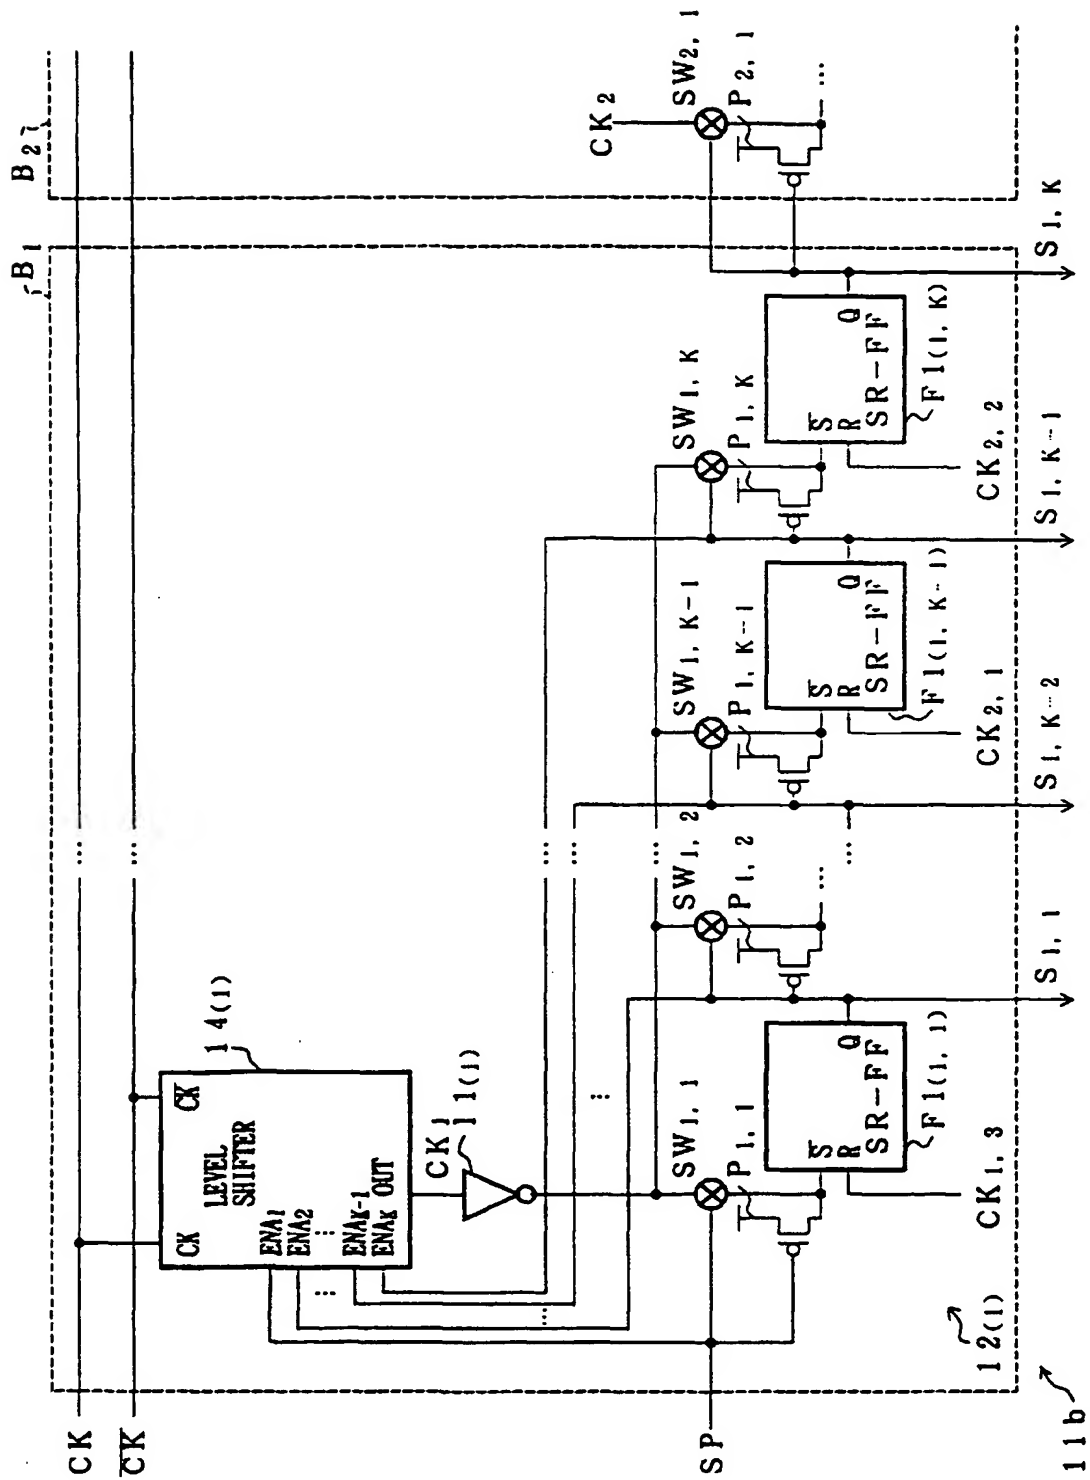 CK
C̅K̅
B1
B2
LEVEL
SHIFTER
CK
C̅K̅
14(1)
ENA1
ENA2
⋮
ENAK-1
ENAK
OUT
...
...
...
...
...
...
...
CK1
11(1)
SP
SW1, 1
P1, 1
S̅
R
Q
SR-FF
F1(1, 1)
CK1, 3
S1, 1
SW1, 2
P1, 2
...
...
S1, K-2
SW1, K-1
P1, K-1
S̅
R
Q
SR-FF
F1(1, K-1)
CK2, 1
S1, K-1
SW1, K
P1, K
S̅
R
Q
SR-FF
F1(1, K)
CK2, 2
S1, K
CK2
SW2, 1
P2, 1
...
12(1)
11b